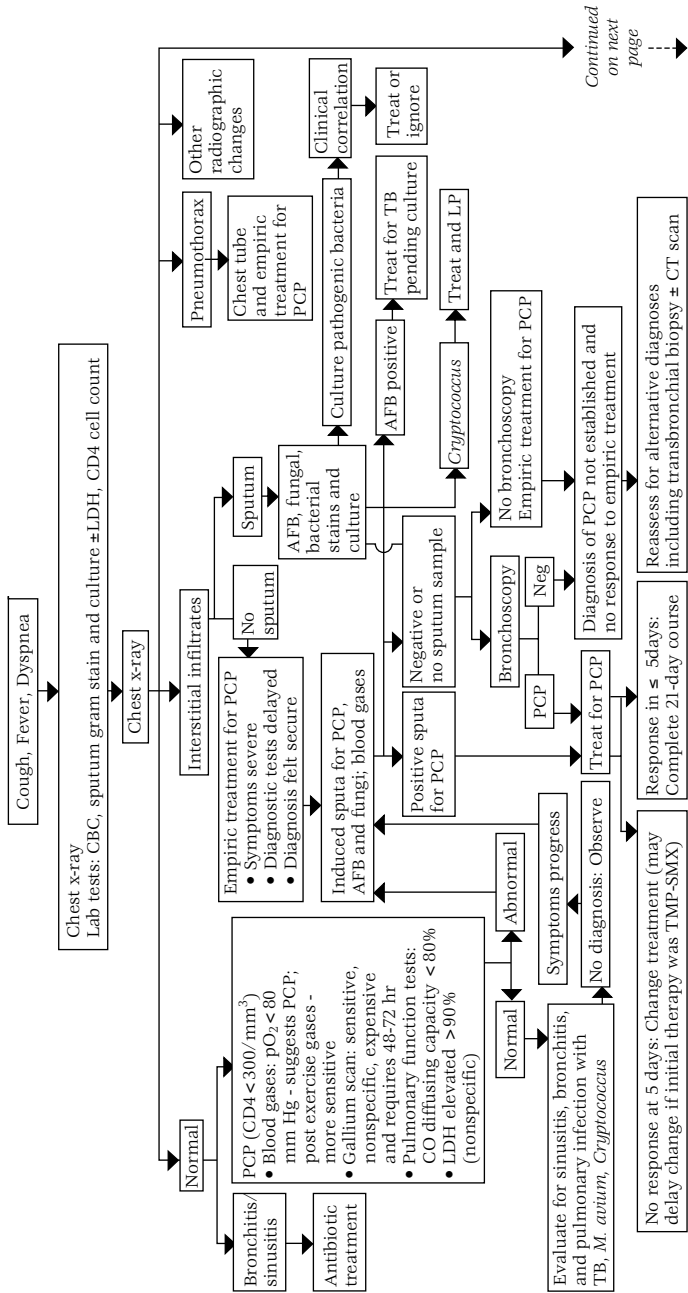 Cough, Fever, Dyspnea
Chest x-ray
Lab tests: CBC, sputum gram stain and culture ±LDH, CD4 cell count
Chest x-ray
Normal
Bronchitis/
sinusitis
Antibiotic
treatment
PCP (CD4<300/mm³)
• Blood gases: pO₂<80
mm Hg - suggests PCP;
post exercise gases -
more sensitive
• Gallium scan: sensitive,
nonspecific, expensive
and requires 48-72 hr
• Pulmonary function tests:
CO diffusing capacity <80%
• LDH elevated >90%
(nonspecific)
Normal
Abnormal
Evaluate for sinusitis, bronchitis,
and pulmonary infection with
TB, M. avium, Cryptococcus
No diagnosis: Observe
Symptoms progress
Interstitial infiltrates
No
sputum
Sputum
Empiric treatment for PCP
• Symptoms severe
• Diagnostic tests delayed
• Diagnosis felt secure
Induced sputa for PCP,
AFB and fungi; blood gases
AFB, fungal,
bacterial
stains and
culture
Positive sputa
for PCP
Negative or
no sputum sample
Bronchoscopy
PCP
Neg
No bronchoscopy
Empiric treatment for PCP
Treat for PCP
Diagnosis of PCP not established and
no response to empiric treatment
No response at 5 days: Change treatment (may
delay change if initial therapy was TMP-SMX)
Response in ≤ 5days:
Complete 21-day course
Reassess for alternative diagnoses
including transbronchial biopsy ± CT scan
Culture pathogenic bacteria
Clinical
correlation
Treat or
ignore
AFB positive
Treat for TB
pending culture
Cryptococcus
Treat and LP
Pneumothorax
Chest tube
and empiric
treatment for
PCP
Other
radiographic
changes
Continued
on next
page